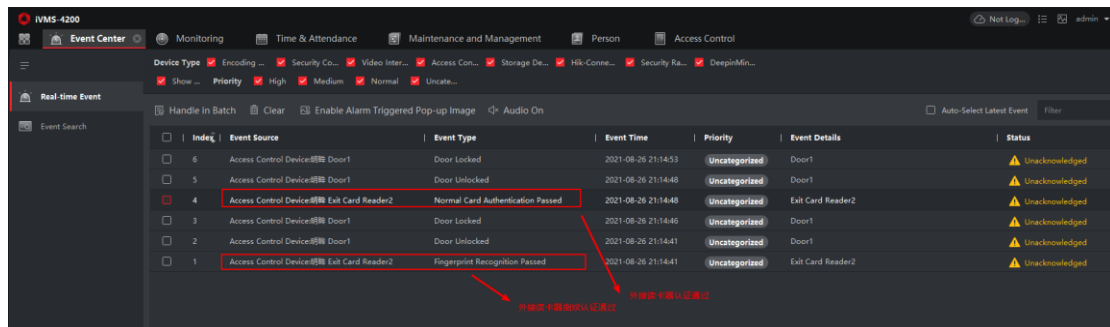 iVMS-4200 Not Log... admin
Event Center Monitoring Time & Attendance Maintenance and Management Person Access Control
Device Type Encoding ... Security Co... Video Inter... Access Con... Storage De... Hik-Conne... Security Ra... DeepinMin...
Show ... Priority High Medium Normal Uncate...
Real-time Event
Handle in Batch Clear Enable Alarm Triggered Pop-up Image Audio On Auto-Select Latest Event Filter
Event Search
Index Event Source Event Type Event Time Priority Event Details Status
6 Access Control Device:明眸 Door1 Door Locked 2021-08-26 21:14:53 Uncategorized Door1 Unacknowledged
5 Access Control Device:明眸 Door1 Door Unlocked 2021-08-26 21:14:48 Uncategorized Door1 Unacknowledged
4 Access Control Device:明眸 Exit Card Reader2 Normal Card Authentication Passed 2021-08-26 21:14:48 Uncategorized Exit Card Reader2 Unacknowledged
3 Access Control Device:明眸 Door1 Door Locked 2021-08-26 21:14:46 Uncategorized Door1 Unacknowledged
2 Access Control Device:明眸 Door1 Door Unlocked 2021-08-26 21:14:41 Uncategorized Door1 Unacknowledged
1 Access Control Device:明眸 Exit Card Reader2 Fingerprint Recognition Passed 2021-08-26 21:14:41 Uncategorized Exit Card Reader2 Unacknowledged
外接读卡器认证通过
外接读卡器指纹认证通过